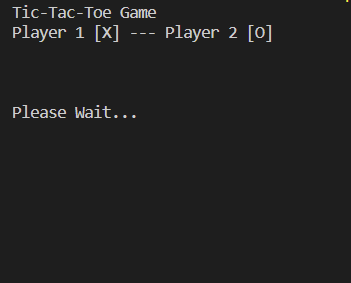 Tic-Tac-Toe Game
Player 1 [X] --- Player 2 [O]
Please Wait...